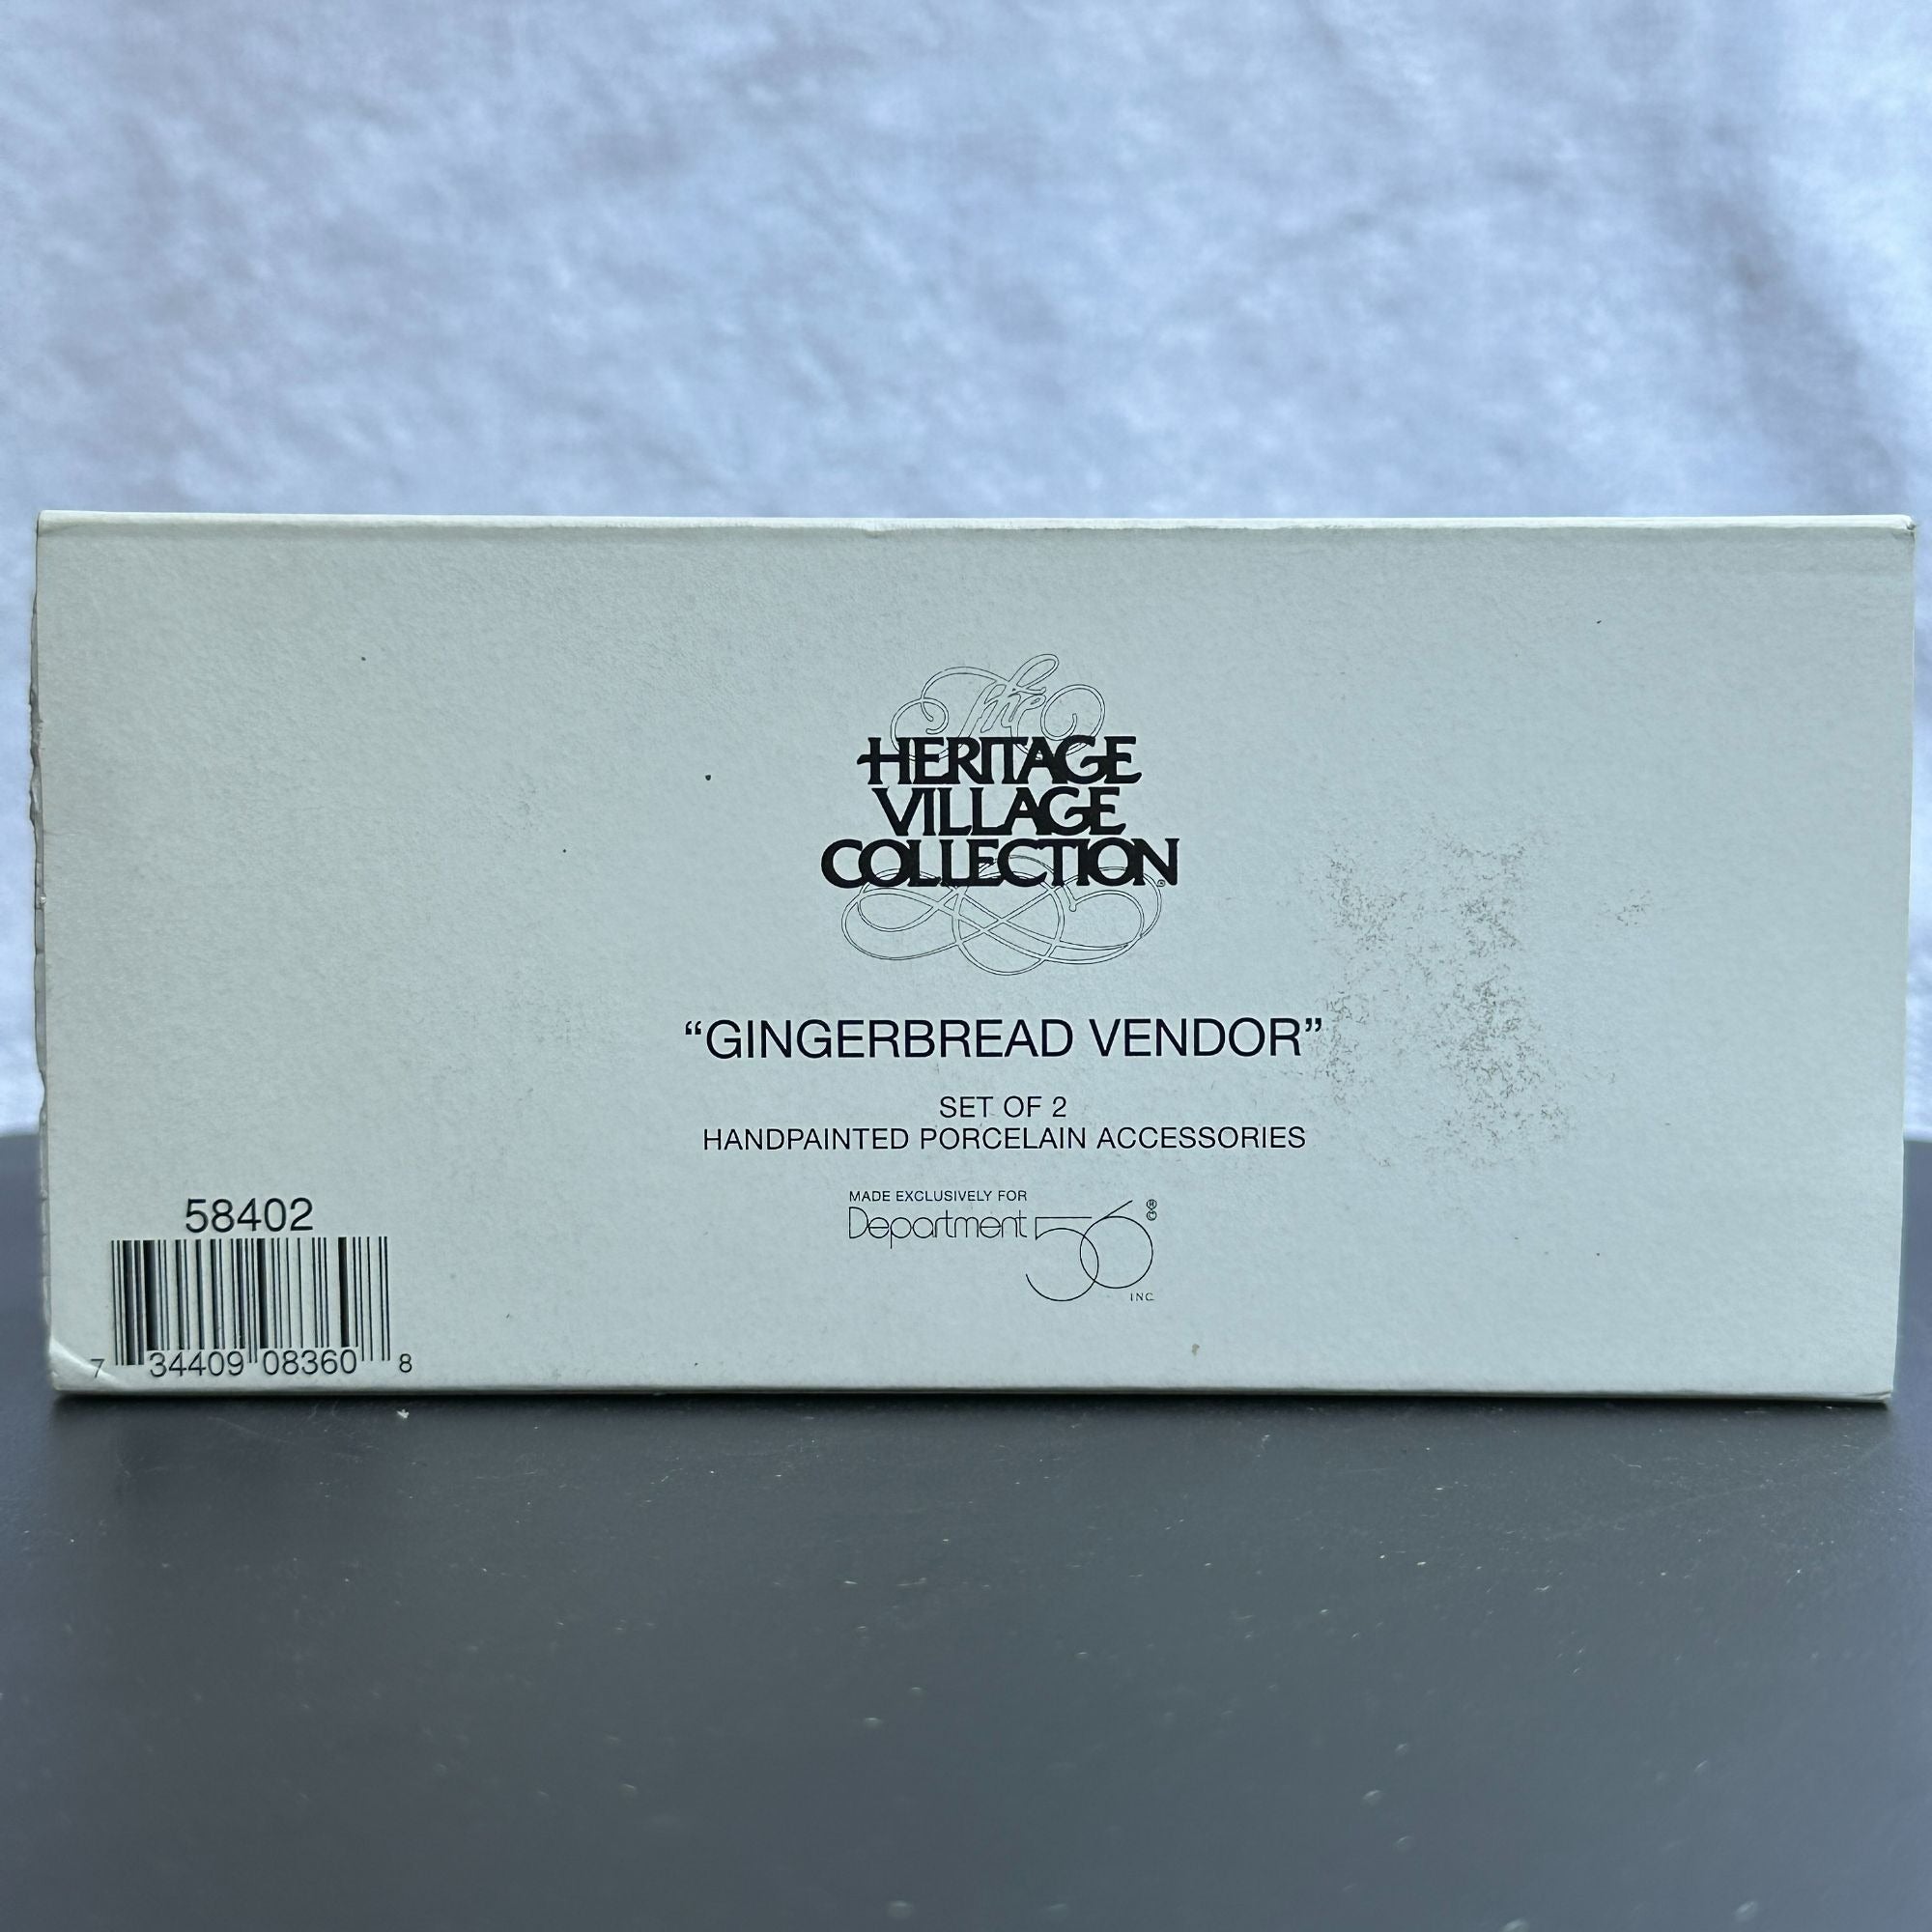 The
HERITAGE
VILLAGE
COLLECTION®
“GINGERBREAD VENDOR”
SET OF 2
HANDPAINTED PORCELAIN ACCESSORIES
MADE EXCLUSIVELY FOR
Department 56 ®©
INC.
58402
7 34409 08360 8